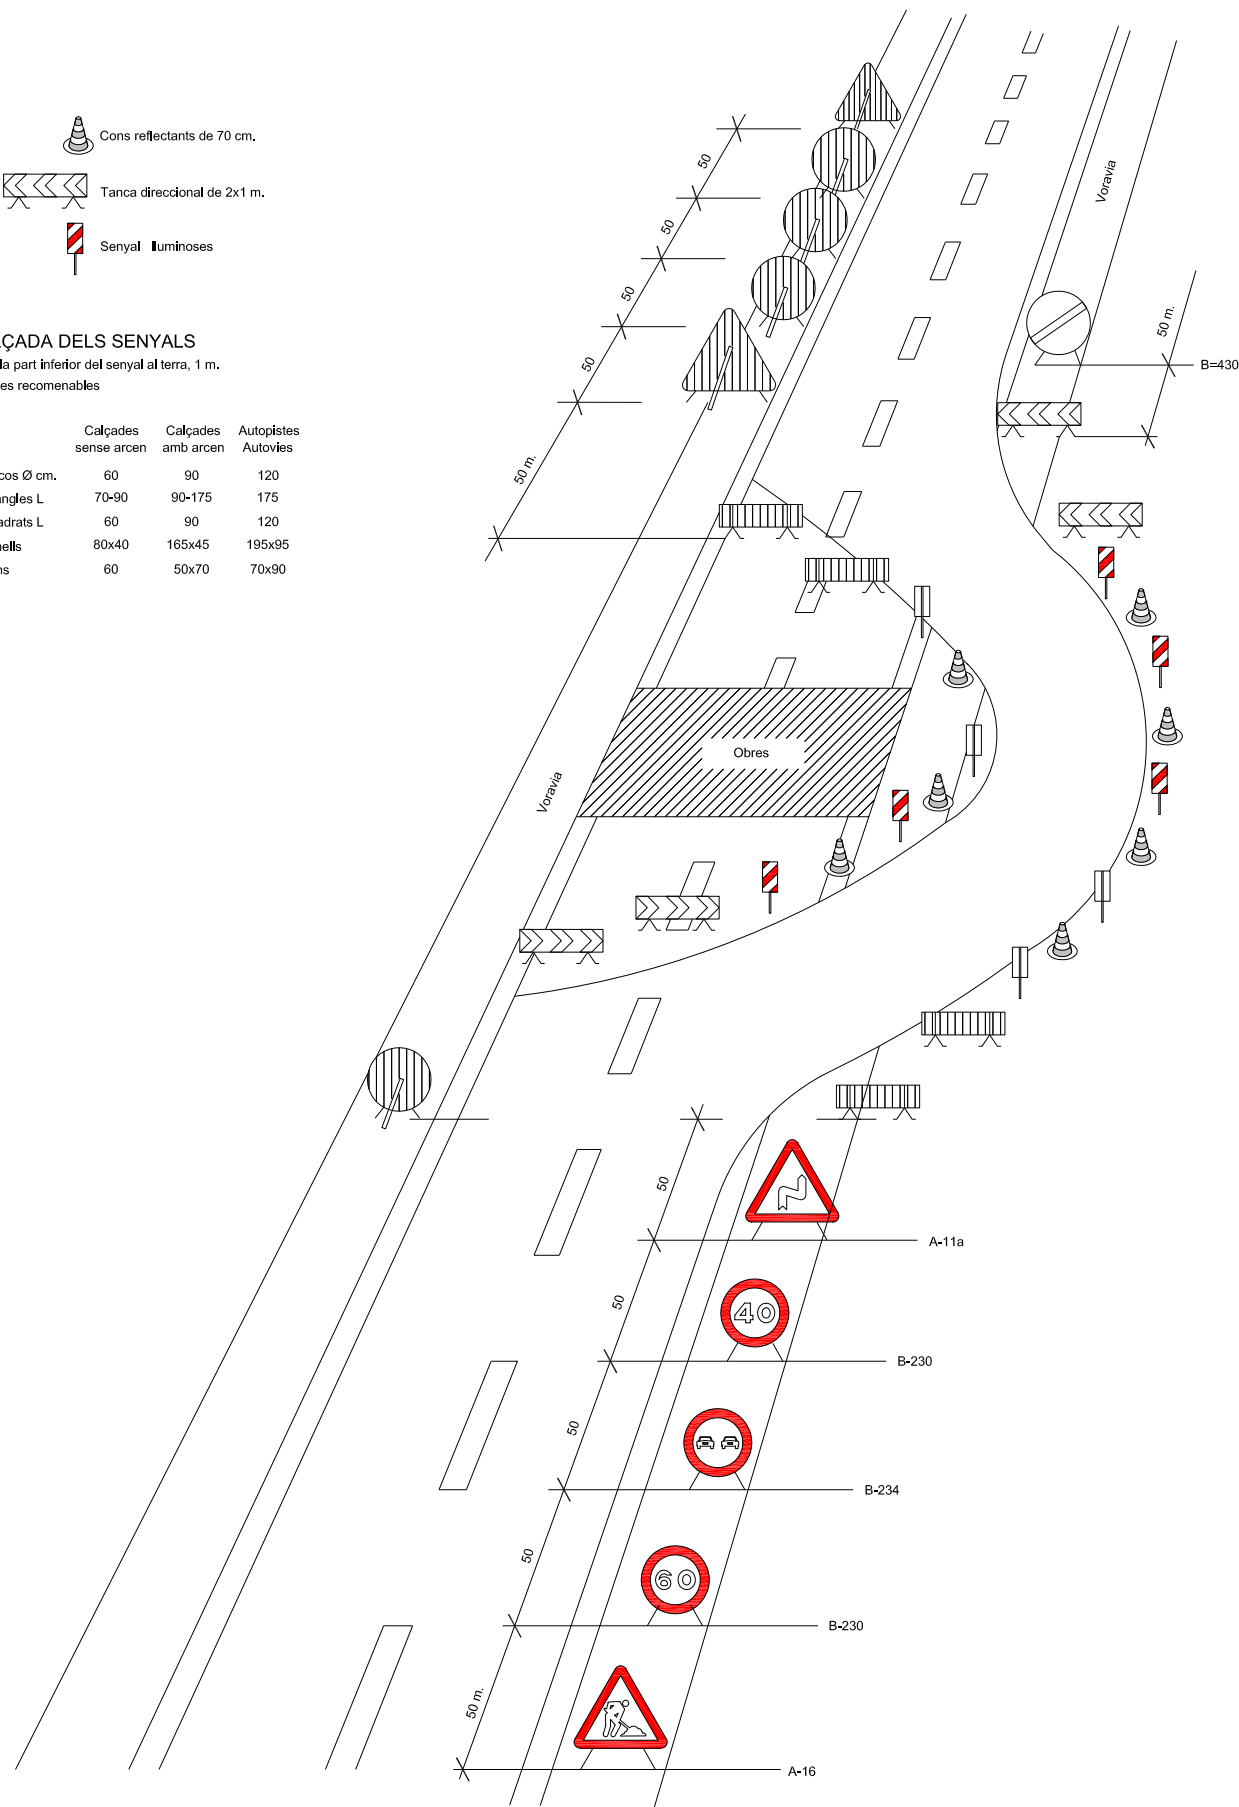 Cons reflectants de 70 cm.
Tanca direccional de 2x1 m.
Senyal lluminoses
ÇADA DELS SENYALS
la part inferior del senyal al terra, 1 m.
es recomenables
Calçades sense arcen
Calçades amb arcen
Autopistes Autovies
cos Ø cm. 60 90 120
angles L 70-90 90-175 175
adrats L 60 90 120
nells 80x40 165x45 195x95
ns 60 50x70 70x90
50
50
50
50
50 m.
Voravia
50 m.
B=430
Obres
Voravia
50
A-11a
40
50
B-230
50
B-234
50
60
B-230
50 m.
A-16